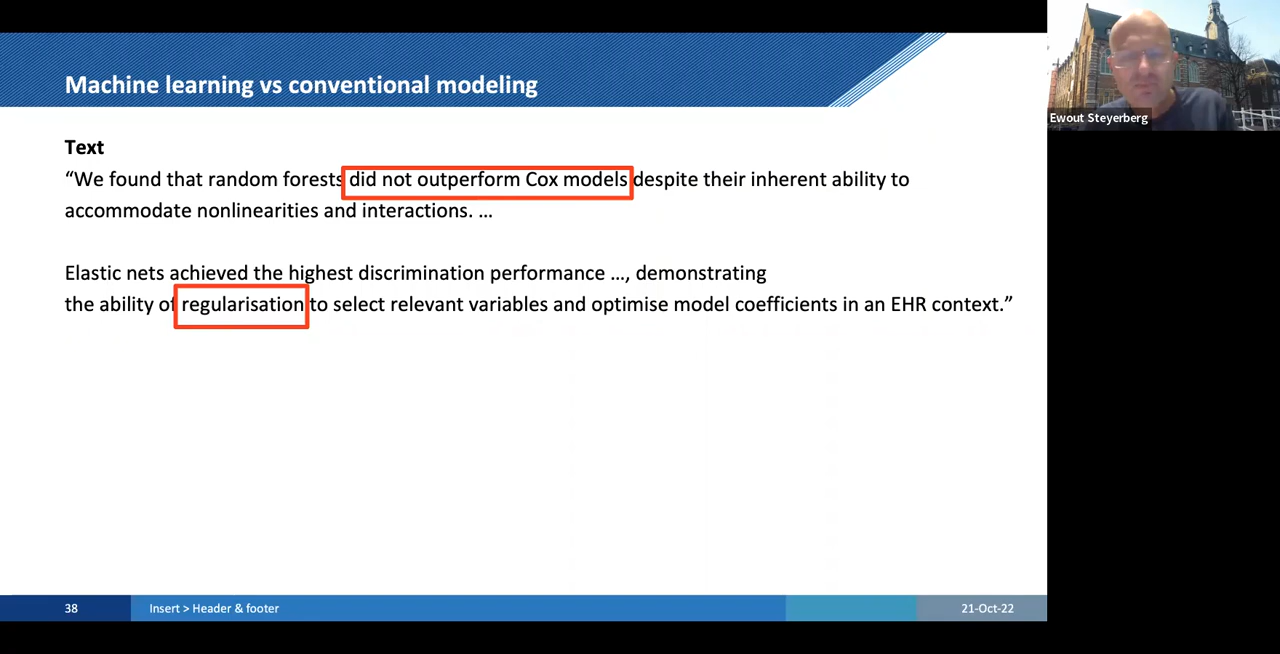 Machine learning vs conventional modeling
Ewout Steyerberg
Text
“We found that random forests did not outperform Cox models despite their inherent ability to
accommodate nonlinearities and interactions. …
Elastic nets achieved the highest discrimination performance …, demonstrating
the ability of regularisation to select relevant variables and optimise model coefficients in an EHR context.”
38
Insert > Header & footer
21-Oct-22